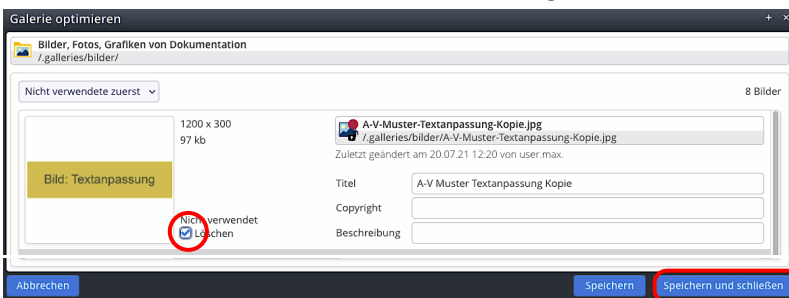 Galerie optimieren
Bilder, Fotos, Grafiken von Dokumentation
/.galleries/bilder/
Nicht verwendete zuerst
8 Bilder
1200 x 300
97 kb
A-V-Muster-Textanpassung-Kopie.jpg
/.galleries/bilder/A-V-Muster-Textanpassung-Kopie.jpg
Zuletzt geändert am 20.07.21 12:20 von user.max.
Bild: Textanpassung
Titel
A-V Muster Textanpassung Kopie
Copyright
Nicht verwendet
Löschen
Beschreibung
Abbrechen
Speichern
Speichern und schließen